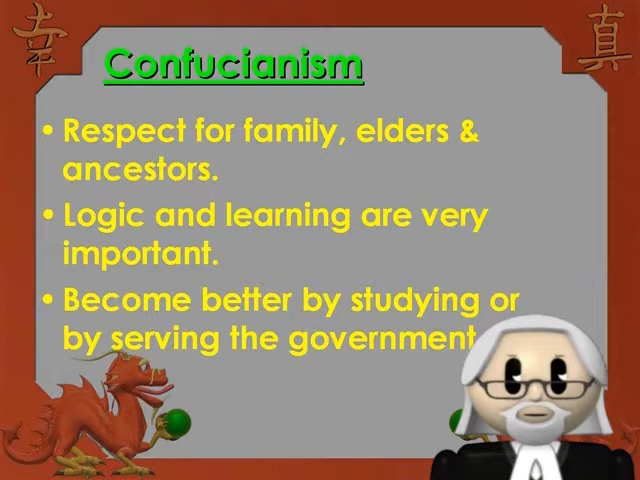 幸 真
Confucianism
• Respect for family, elders &
ancestors.
• Logic and learning are very
important.
• Become better by studying or
by serving the government